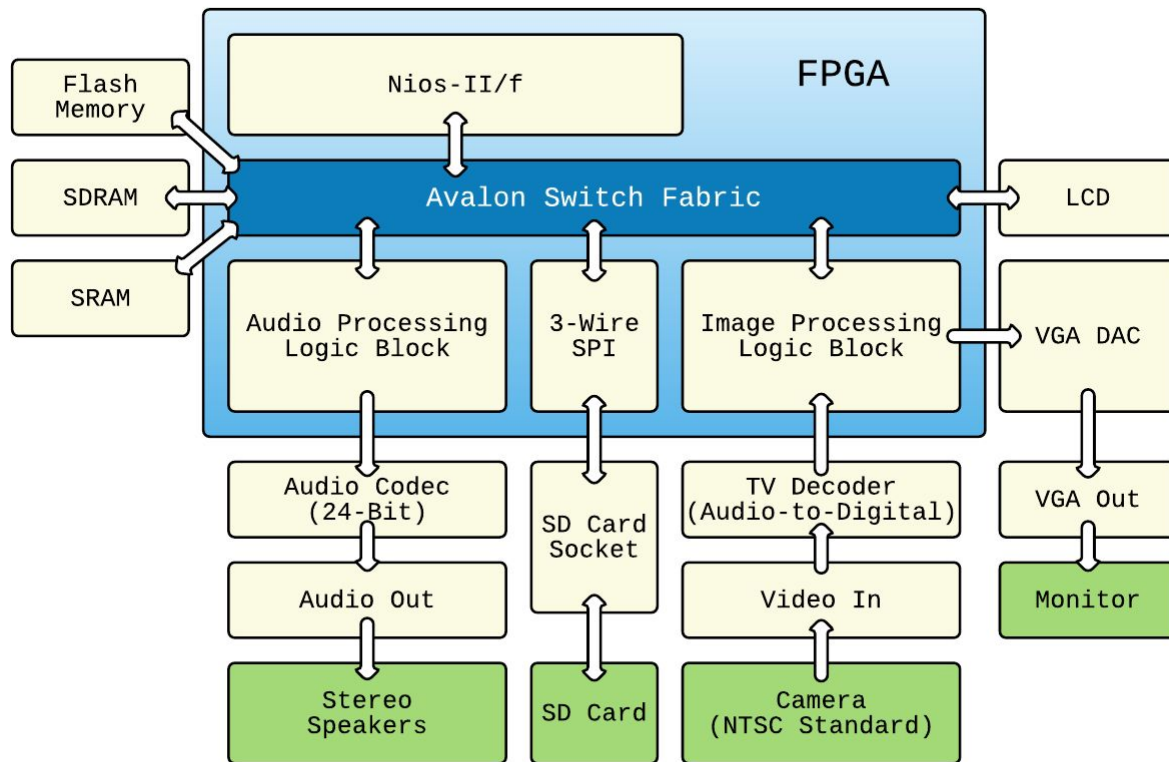 FPGA
Nios-II/f
Flash
Memory
Avalon Switch Fabric
SDRAM
LCD
SRAM
Audio Processing
Logic Block
3-Wire
SPI
Image Processing
Logic Block
VGA DAC
Audio Codec
(24-Bit)
SD Card
Socket
TV Decoder
(Audio-to-Digital)
VGA Out
Audio Out
Video In
Monitor
Stereo
Speakers
SD Card
Camera
(NTSC Standard)